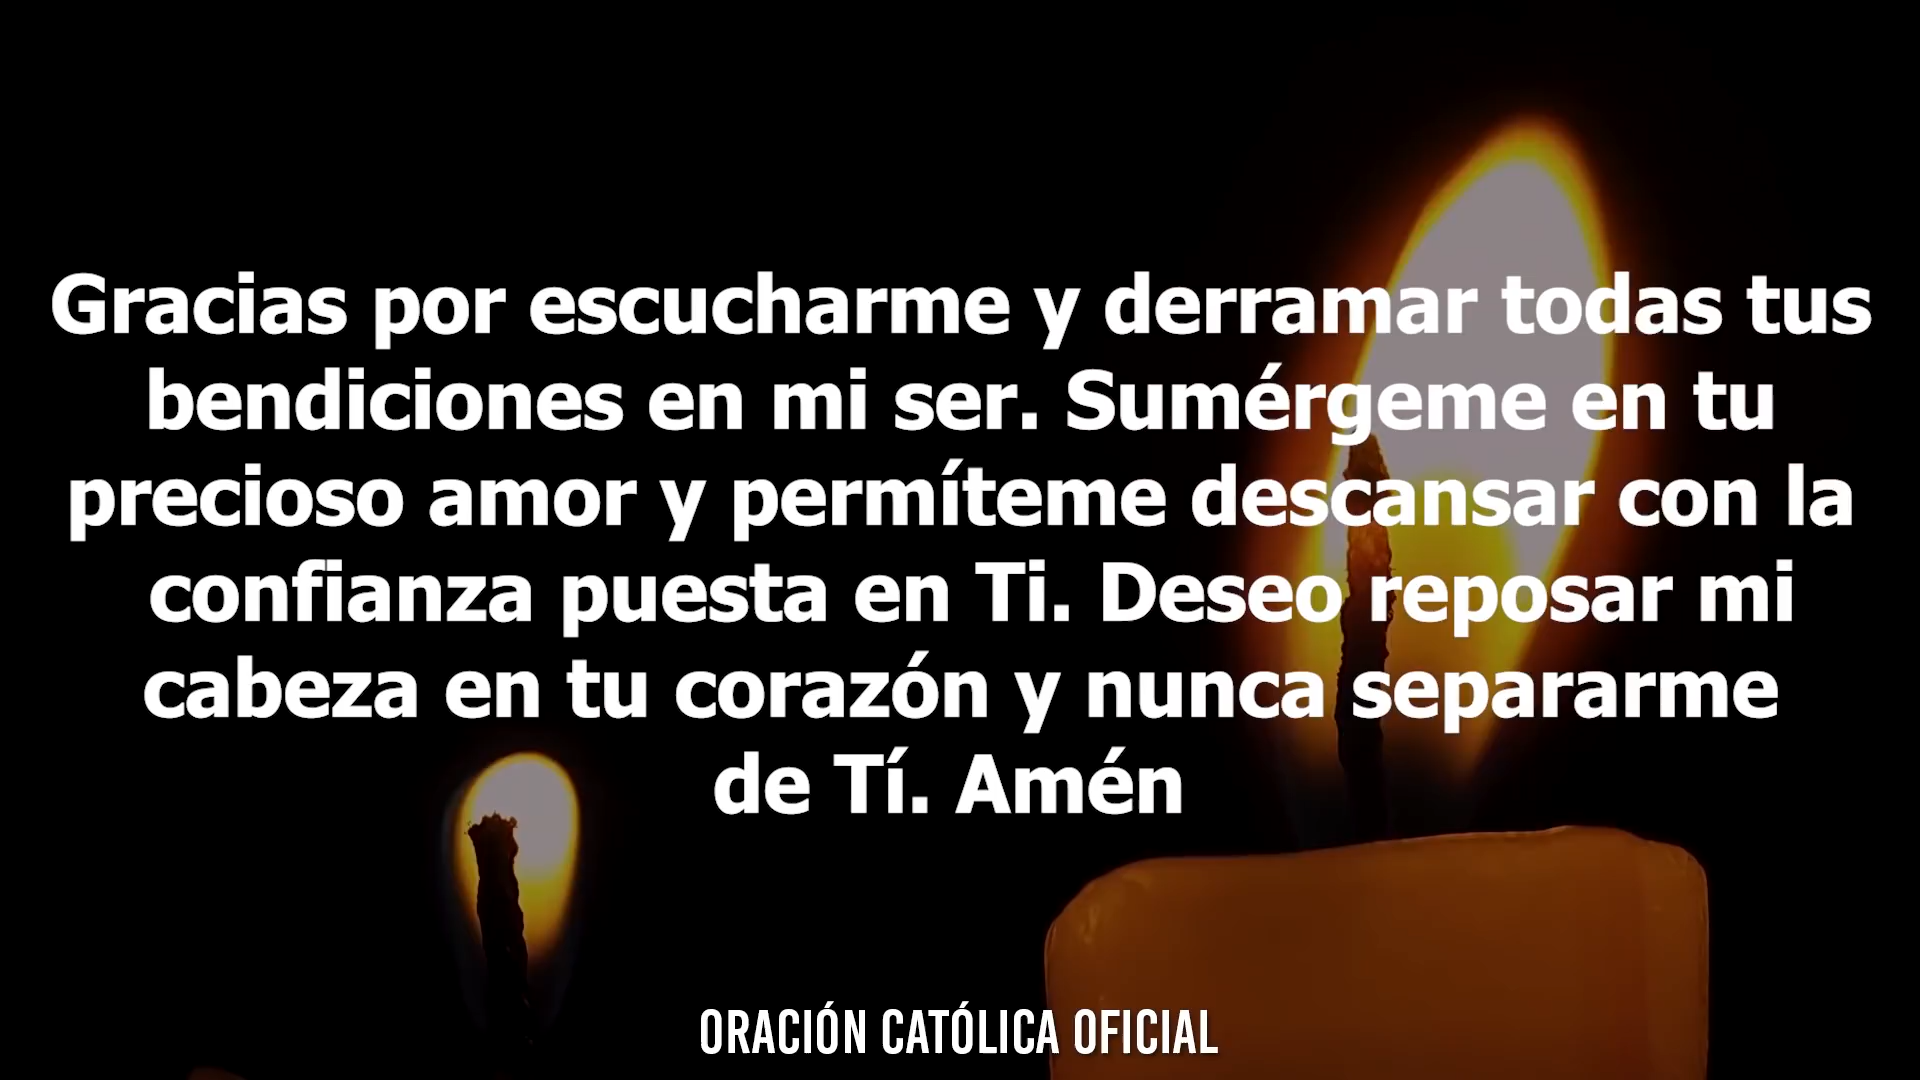 Gracias por escucharme y derramar todas tus
bendiciones en mi ser. Sumérgeme en tu
precioso amor y permíteme descansar con la
confianza puesta en Ti. Deseo reposar mi
cabeza en tu corazón y nunca separarme
de Tí. Amén
ORACIÓN CATÓLICA OFICIAL